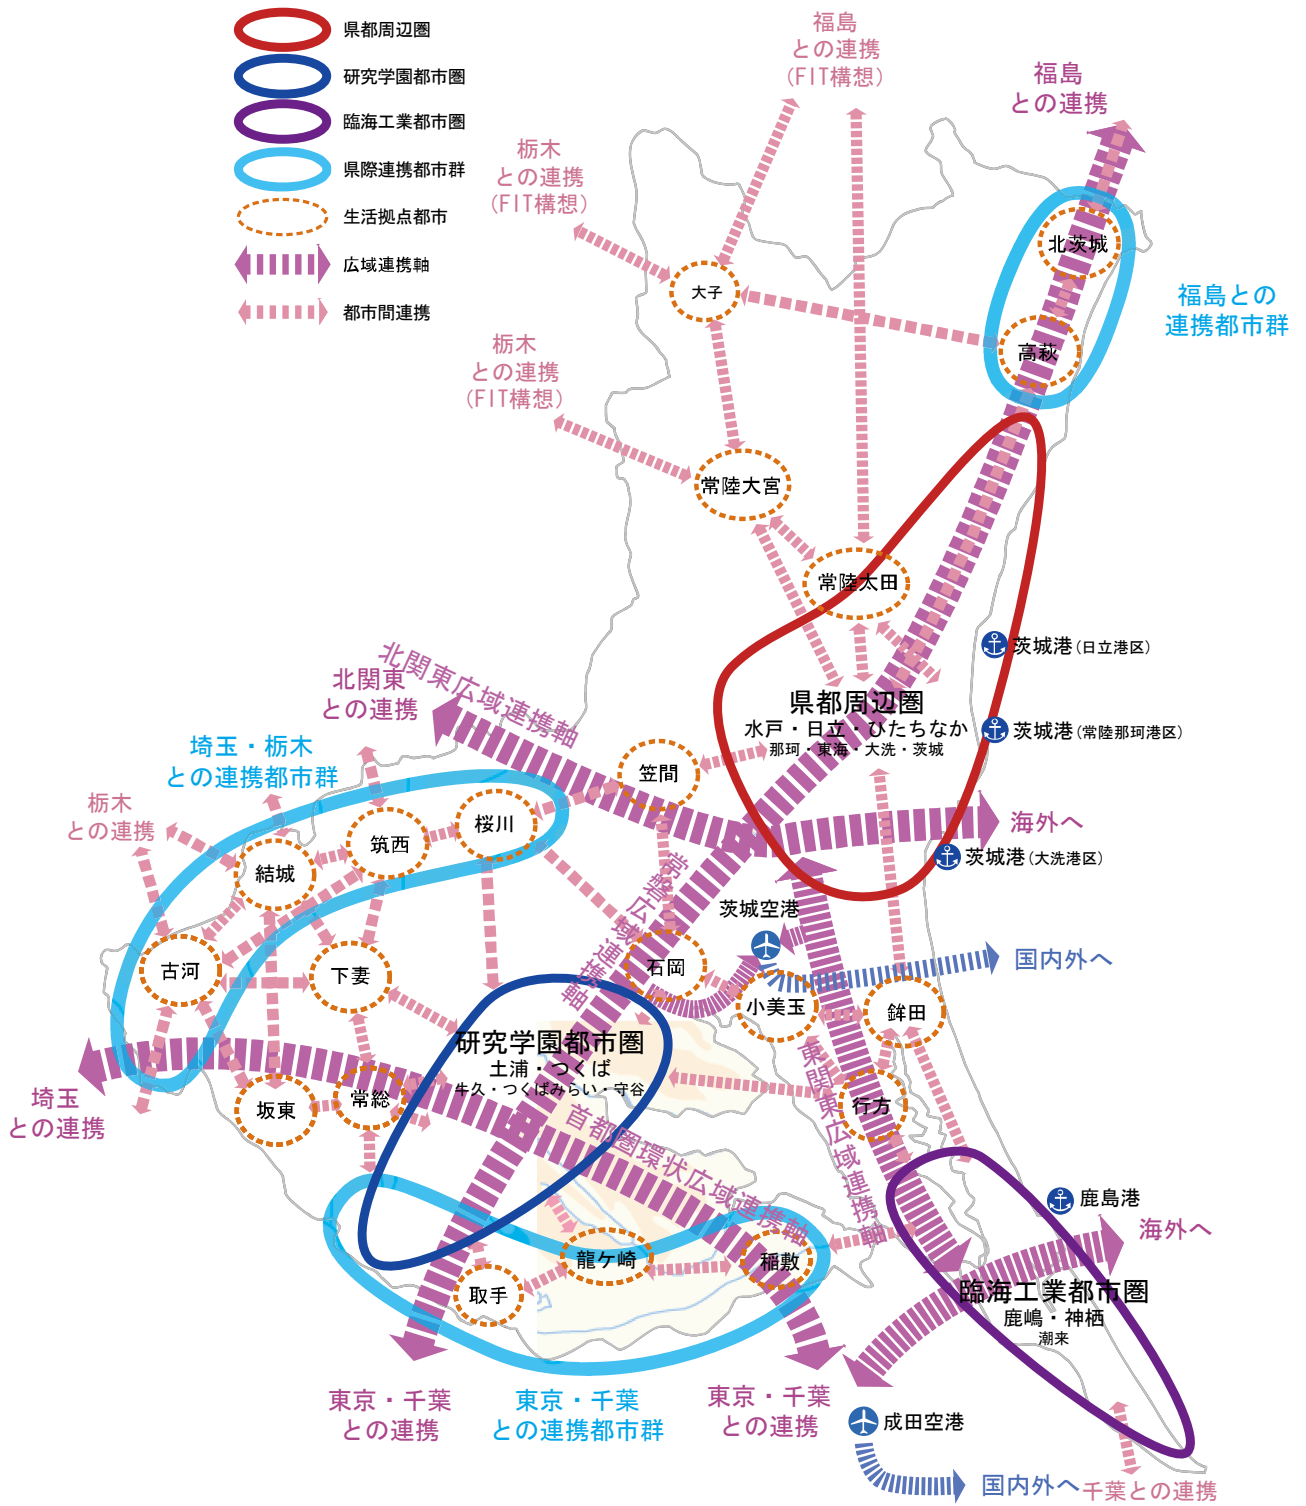 県都周辺圏
研究学園都市圏
臨海工業都市圏
県際連携都市群
生活拠点都市
広域連携軸
都市間連携
福島
との連携
(FIT構想)
福島
との連携
栃木
との連携
(FIT構想)
北茨城
大子
福島との
連携都市群
高萩
栃木
との連携
(FIT構想)
常陸大宮
常陸太田
茨城港(日立港区)
北関東広域連携軸
北関東
との連携
県都周辺圏
水戸・日立・ひたちなか
那珂・東海・大洗・茨城
茨城港(常陸那珂港区)
埼玉・栃木
との連携都市群
笠間
栃木
との連携
桜川
筑西
結城
海外へ
茨城港(大洗港区)
常磐広域連携軸
茨城空港
古河
下妻
石岡
国内外へ
小美玉
鉾田
研究学園都市圏
土浦・つくば
牛久・つくばみらい・守谷
埼玉
との連携
坂東
常総
行方
東関東広域連携軸
首都圏環状広域連携軸
鹿島港
海外へ
龍ケ崎
稲敷
取手
臨海工業都市圏
鹿嶋・神栖
潮来
東京・千葉
との連携
東京・千葉
との連携都市群
東京・千葉
との連携
成田空港
国内外へ
千葉との連携